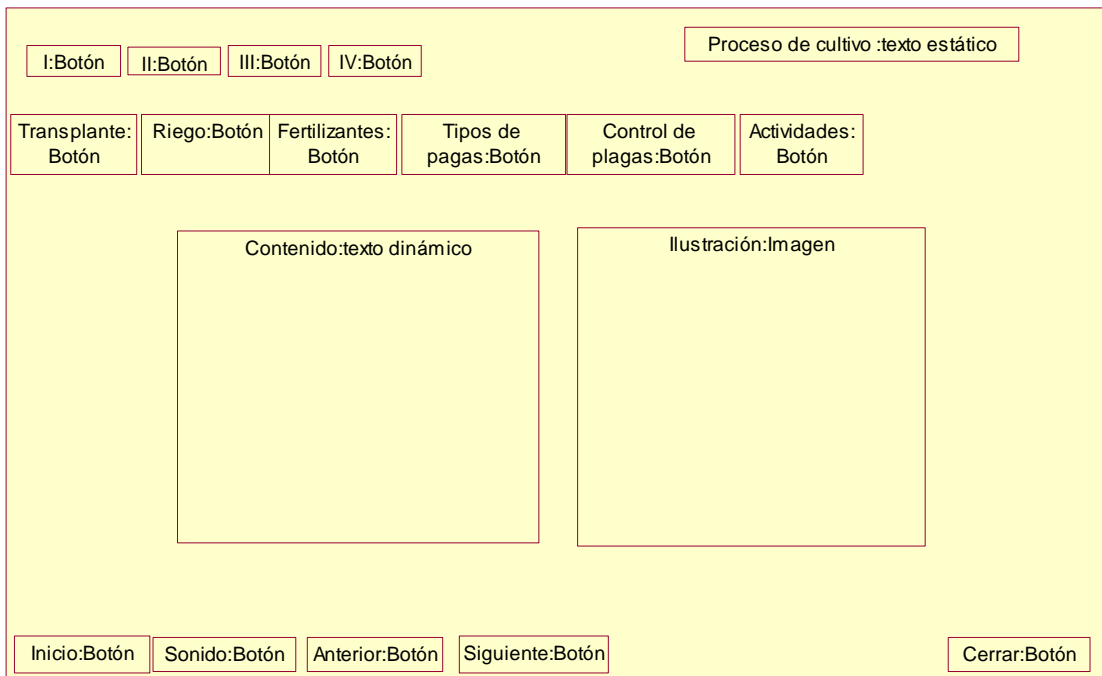 Proceso de cultivo :texto estático
I:Botón
II:Botón
III:Botón
IV:Botón
Transplante:
Botón
Riego:Botón
Fertilizantes:
Botón
Tipos de
pagas:Botón
Control de
plagas:Botón
Actividades:
Botón
Contenido:texto dinámico
Ilustración:Imagen
Inicio:Botón
Sonido:Botón
Anterior:Botón
Siguiente:Botón
Cerrar:Botón